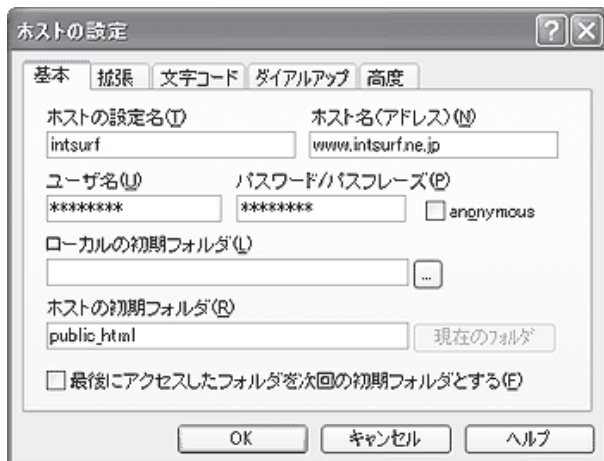 ホストの設定
基本 拡張 文字コード ダイアルアップ 高度
ホストの設定名(T) ホスト名(アドレス)(N)
intsurf www.intsurf.ne.jp
ユーザ名(U) パスワード/パスフレーズ(P)
******** ******** anonymous
ローカルの初期フォルダ(L)
...
ホストの初期フォルダ(R)
public_html 現在のフォルダ
最後にアクセスしたフォルダを次回の初期フォルダとする(F)
OK キャンセル ヘルプ